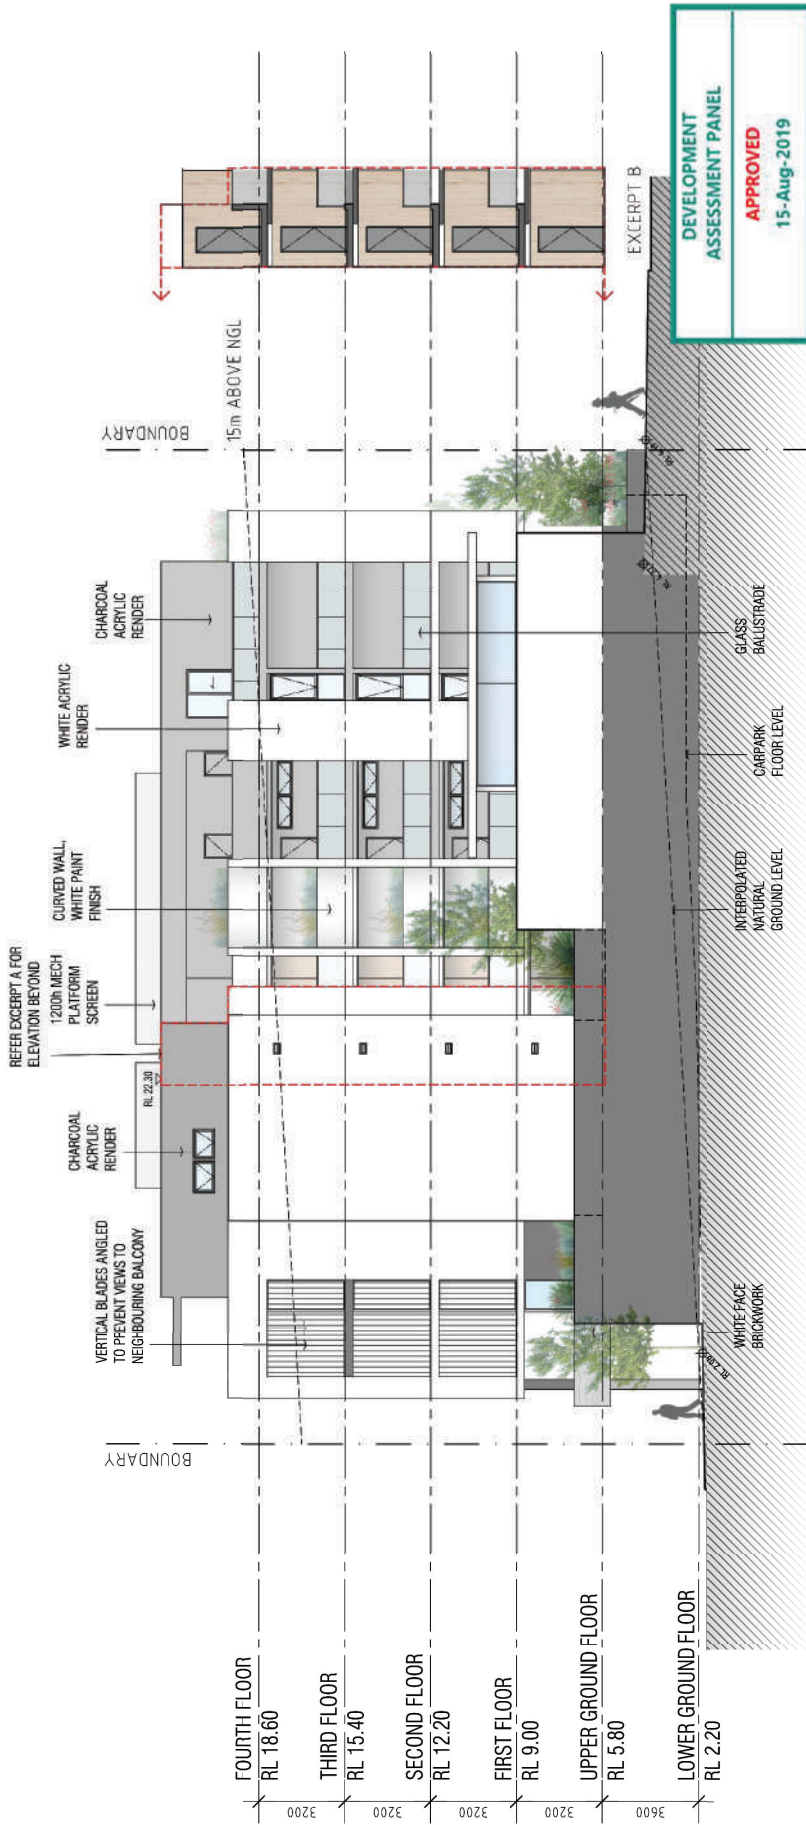 REFER EXCERPT A FOR
ELEVATION BEYOND
VERTICAL BLADES ANGLED
TO PREVENT VIEWS TO
NEIGHBOURING BALCONY
CHARCOAL
ACRYLIC
RENDER
1200h MECH
PLATFORM
SCREEN
CURVED WALL,
WHITE PAINT
FINISH
WHITE ACRYLIC
RENDER
CHARCOAL
ACRYLIC
RENDER
RL 22.30
BOUNDARY
BOUNDARY
15m ABOVE NGL
FOURTH FLOOR
RL 18.60
THIRD FLOOR
RL 15.40
SECOND FLOOR
RL 12.20
FIRST FLOOR
RL 9.00
UPPER GROUND FLOOR
RL 5.80
LOWER GROUND FLOOR
RL 2.20
3200
3200
3200
3200
3600
EXCERPT B
WHITE FACE
BRICKWORK
INTERPOLATED
NATURAL
GROUND LEVEL
CARPARK
FLOOR LEVEL
GLASS
BALUSTRADE
DEVELOPMENT
ASSESSMENT PANEL
APPROVED
15-Aug-2019